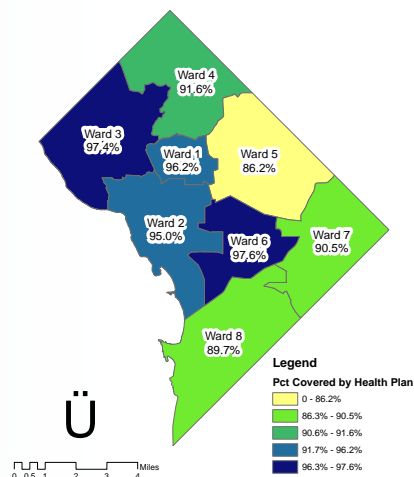 Ward 4
91.6%
Ward 3
97.4%
Ward 1
96.2%
Ward 5
86.2%
Ward 2
95.0%
Ward 6
97.6%
Ward 7
90.5%
Ward 8
89.7%
Legend
Pct Covered by Health Plan
0 - 86.2%
86.3% - 90.5%
90.6% - 91.6%
91.7% - 96.2%
96.3% - 97.6%
Ü
Miles
0 0.5 1 2 3 4